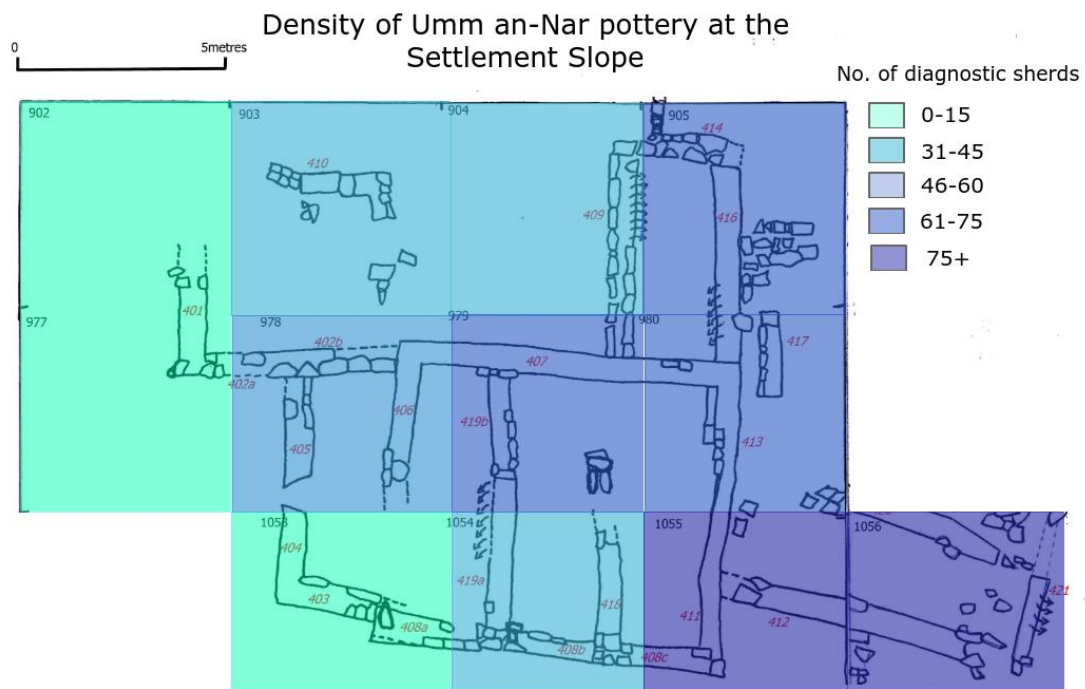 Density of Umm an-Nar pottery at the
Settlement Slope
0 5metres
No. of diagnostic sherds
0-15
31-45
46-60
61-75
75+
902 903 904 905
414
410
409 416
401
977 978 979 980
402b 407 417
402a
406
419b
405 413
1053 1054 1055 1056
404
419a 421
403 418
408a 411 412
408b
408c